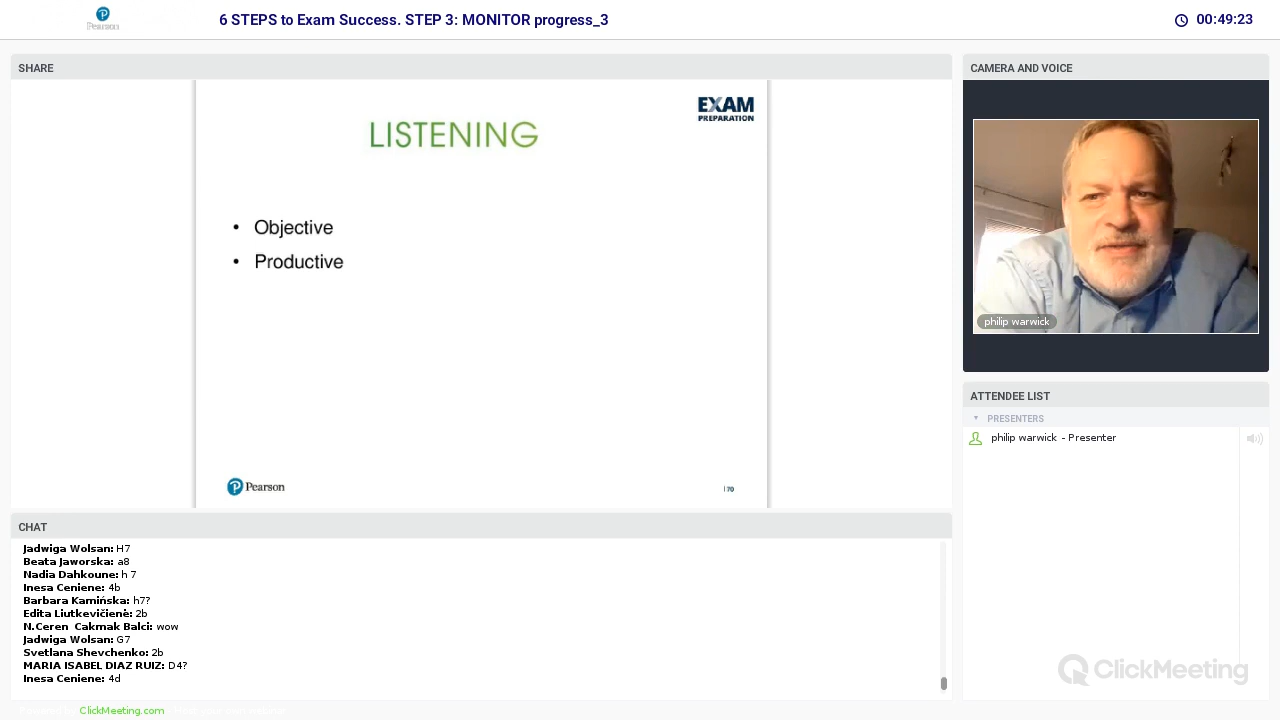 Pearson
6 STEPS to Exam Success. STEP 3: MONITOR progress_3
00:49:23
SHARE
EXAM
PREPARATION
LISTENING
• Objective
• Productive
Pearson
| 70
CAMERA AND VOICE
philip warwick
ATTENDEE LIST
PRESENTERS
philip warwick - Presenter
CHAT
Jadwiga Wolsan: H7
Beata Jaworska: a8
Nadia Dahkoune: h 7
Inesa Ceniene: 4b
Barbara Kamińska: h7?
Edita Liutkevičienė: 2b
N.Ceren Cakmak Balci: wow
Jadwiga Wolsan: G7
Svetlana Shevchenko: 2b
MARIA ISABEL DIAZ RUIZ: D4?
Inesa Ceniene: 4d
ClickMeeting
ClickMeeting.com